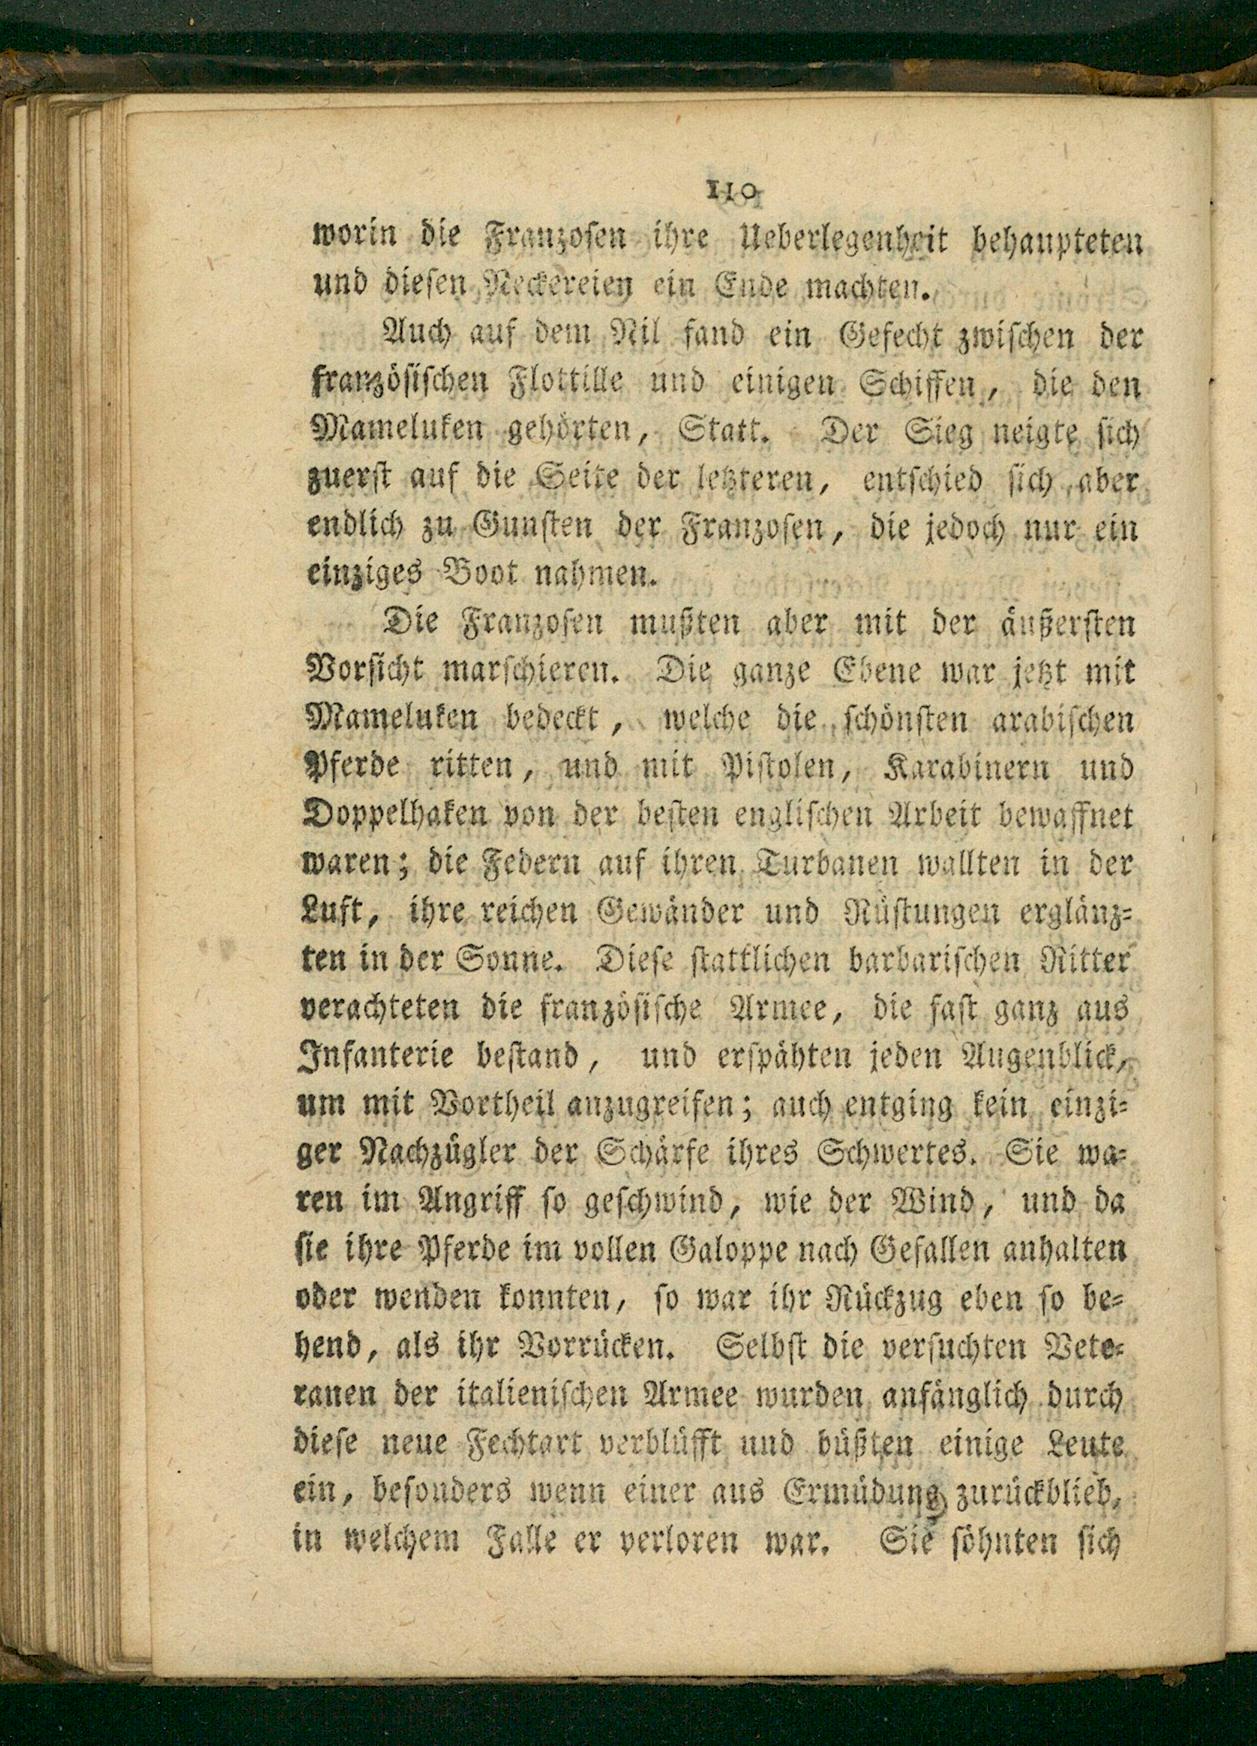 110
worin die Franzosen ihre Ueberlegenheit behaupteten
und diesen Neckereien ein Ende machten.
Auch auf dem Nil fand ein Gefecht zwischen der
französischen Flottille und einigen Schiffen, die den
Mameluken gehörten, Statt. Der Sieg neigte sich
zuerst auf die Seite der letzteren, entschied sich aber
endlich zu Gunsten der Franzosen, die jedoch nur ein
einziges Boot nahmen.
Die Franzosen mußten aber mit der äußersten
Vorsicht marschieren. Die ganze Ebene war jetzt mit
Mameluken bedeckt, welche die schönsten arabischen
Pferde ritten, und mit Pistolen, Karabinern und
Doppelhaken von der besten englischen Arbeit bewaffnet
waren; die Federn auf ihren Turbanen wallten in der
Luft, ihre reichen Gewänder und Rüstungen erglänz-
ten in der Sonne. Diese stattlichen barbarischen Ritter
verachteten die französische Armee, die fast ganz aus
Infanterie bestand, und erspähten jeden Augenblick,
um mit Vortheil anzugreifen; auch entging kein einzi-
ger Nachzügler der Schärfe ihres Schwertes. Sie wa-
ren im Angriff so geschwind, wie der Wind, und da
sie ihre Pferde im vollen Galoppe nach Gefallen anhalten
oder wenden konnten, so war ihr Rückzug eben so be-
hend, als ihr Vorrücken. Selbst die versuchten Vete-
ranen der italienischen Armee wurden anfänglich durch
diese neue Fechtart verblüfft und büßten einige Leute
ein, besonders wenn einer aus Ermüdung zurückblieb,
in welchem Falle er verloren war. Sie söhnten sich